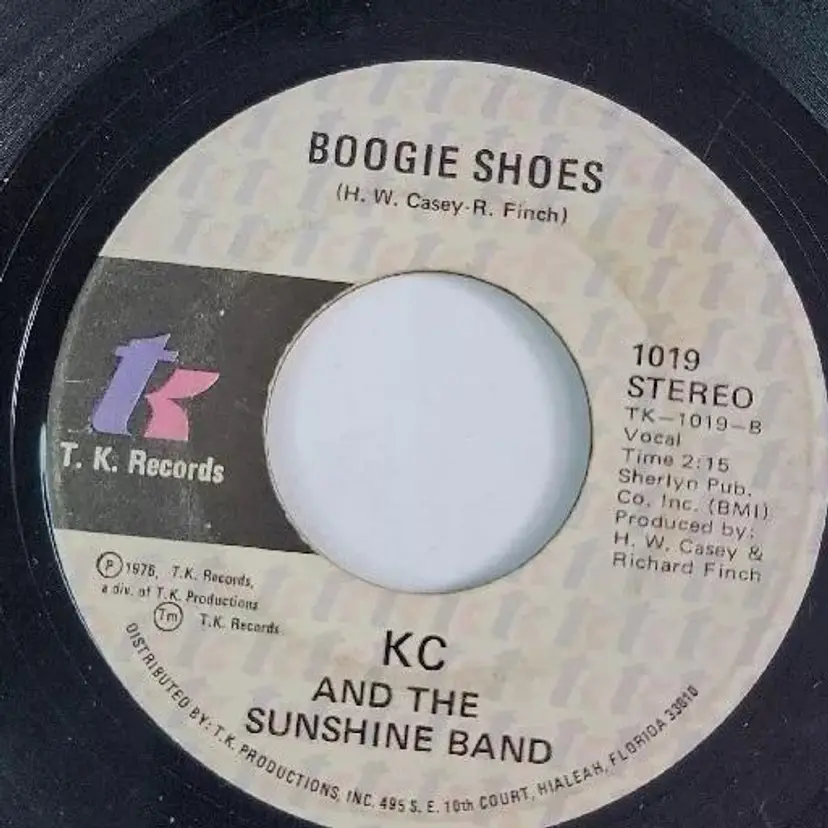 BOOGIE SHOES
(H. W. Casey-R. Finch)
tk
T. K. Records
1019
STEREO
TK-1019-B
Vocal
Time 2:15
Sherlyn Pub.
Co. Inc. (BMI)
Produced by:
H. W. Casey &
Richard Finch
Ⓟ 1976, T.K. Records,
a div. of T.K. Productions
Tm T.K. Records
KC
AND THE
SUNSHINE BAND
DISTRIBUTED BY: T.K. PRODUCTIONS, INC. 495 S. E. 10th COURT, HIALEAH, FLORIDA 33010